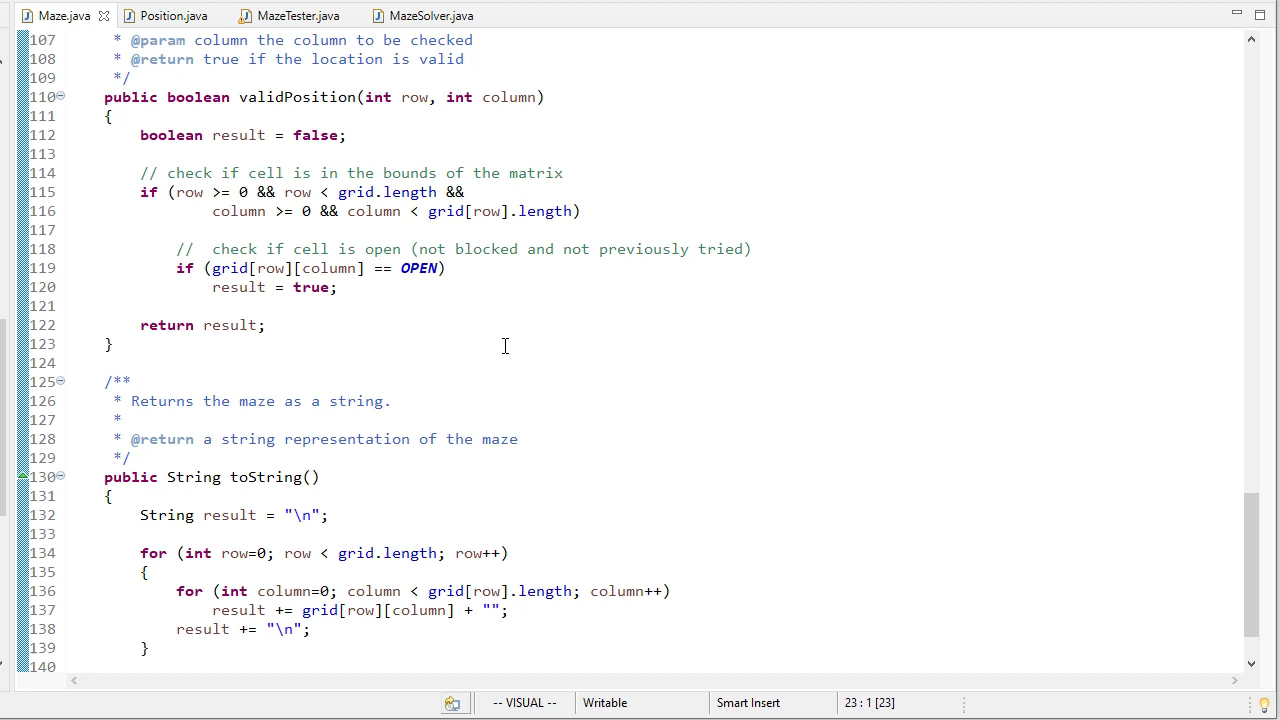 Maze.java Position.java MazeTester.java MazeSolver.java
107 * @param column the column to be checked
108 * @return true if the location is valid
109 */
110 public boolean validPosition(int row, int column)
111 {
112 boolean result = false;
113
114 // check if cell is in the bounds of the matrix
115 if (row >= 0 && row < grid.length &&
116 column >= 0 && column < grid[row].length)
117
118 // check if cell is open (not blocked and not previously tried)
119 if (grid[row][column] == OPEN)
120 result = true;
121
122 return result;
123 }
124
125 /**
126 * Returns the maze as a string.
127 *
128 * @return a string representation of the maze
129 */
130 public String toString()
131 {
132 String result = "\n";
133
134 for (int row=0; row < grid.length; row++)
135 {
136 for (int column=0; column < grid[row].length; column++)
137 result += grid[row][column] + "";
138 result += "\n";
139 }
140
-- VISUAL -- Writable Smart Insert 23 : 1 [23]